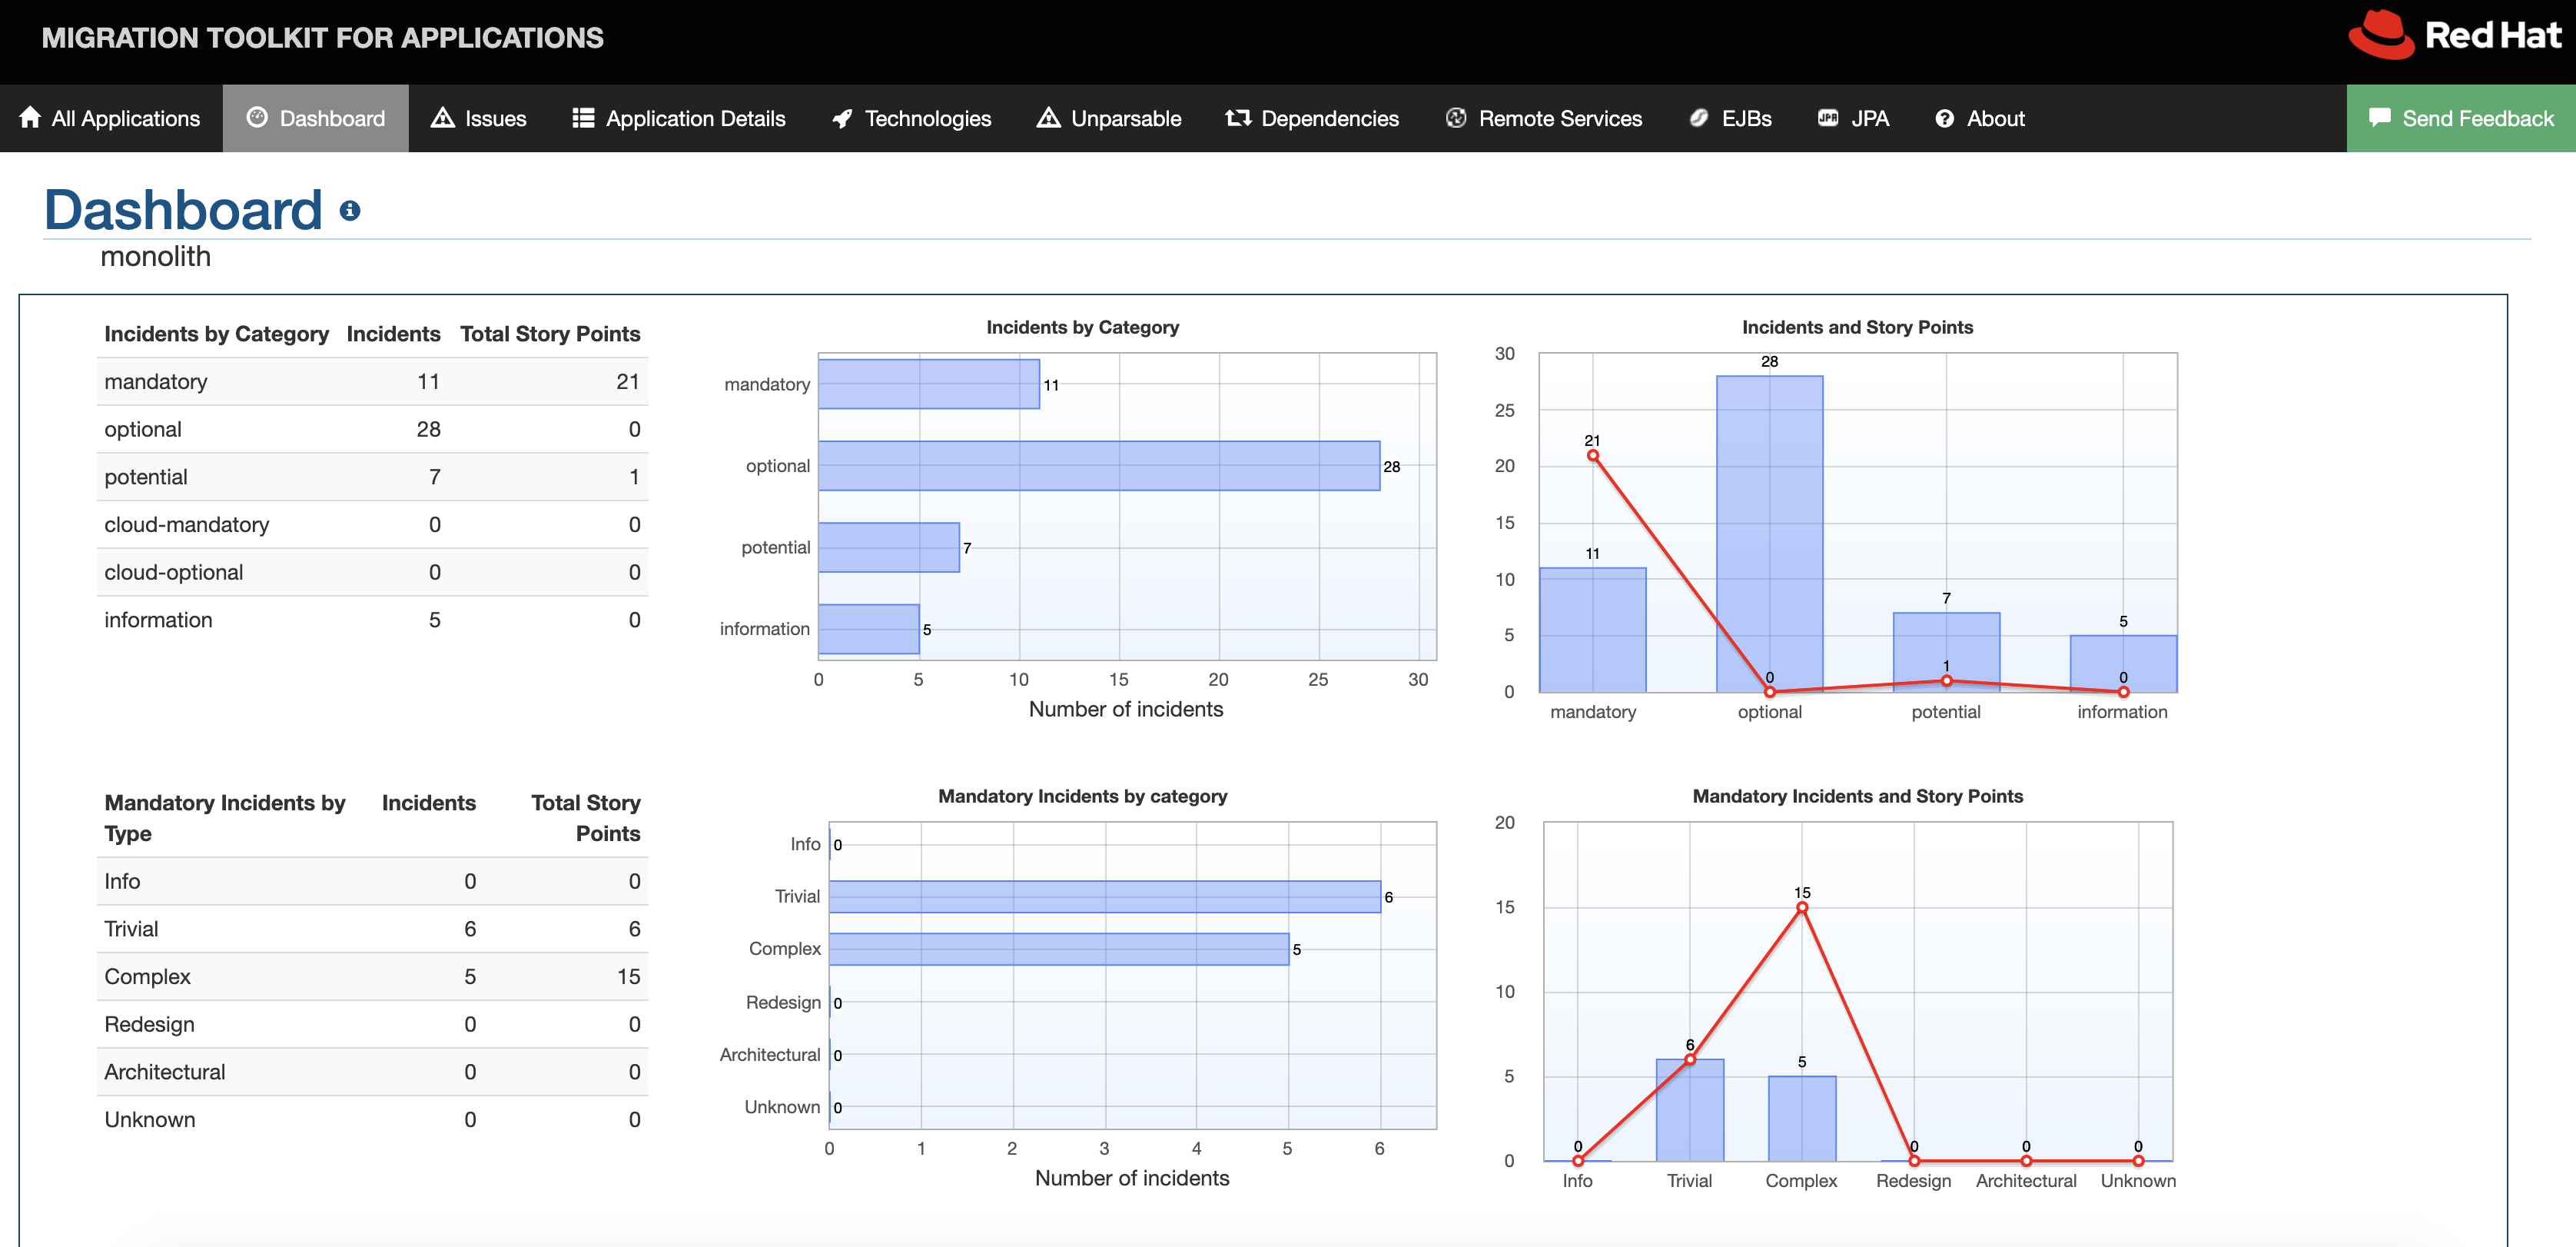 MIGRATION TOOLKIT FOR APPLICATIONS
Red Hat
All Applications Dashboard Issues Application Details Technologies Unparsable Dependencies Remote Services EJBs JPA JPA About Send Feedback
Dashboard
monolith
Incidents by Category Incidents Total Story Points
mandatory 11 21
optional 28 0
potential 7 1
cloud-mandatory 0 0
cloud-optional 0 0
information 5 0
Incidents by Category
mandatory 11
optional 28
potential 7
information 5
0 5 10 15 20 25 30
Number of incidents
Incidents and Story Points
30
28
25
21
20
15
11
10
7
5
5
1
0 0 0
mandatory optional potential information
Mandatory Incidents by Incidents Total Story
Type Points
Info 0 0
Trivial 6 6
Complex 5 15
Redesign 0 0
Architectural 0 0
Unknown 0 0
Mandatory Incidents by category
Info 0
Trivial 6
Complex 5
Redesign 0
Architectural 0
Unknown 0
0 1 2 3 4 5 6
Number of incidents
Mandatory Incidents and Story Points
20
15
15
10
6
5
5
0 0 0 0
0
Info Trivial Complex Redesign Architectural Unknown